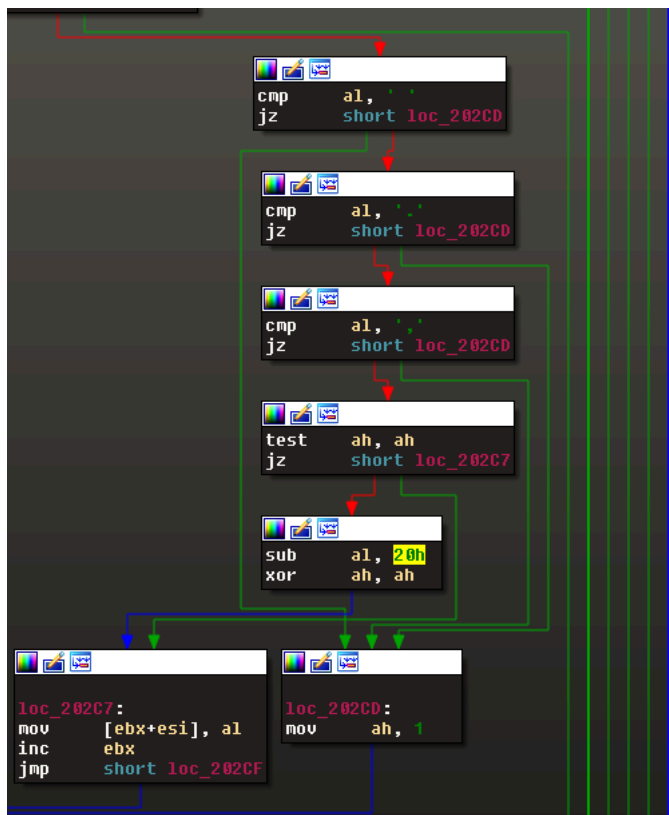 cmp al, ' '
jz short loc_202CD
cmp al, '.'
jz short loc_202CD
cmp al, ','
jz short loc_202CD
test ah, ah
jz short loc_202C7
sub al, 20h
xor ah, ah
loc_202C7:
mov [ebx+esi], al
inc ebx
jmp short loc_202CF
loc_202CD:
mov ah, 1